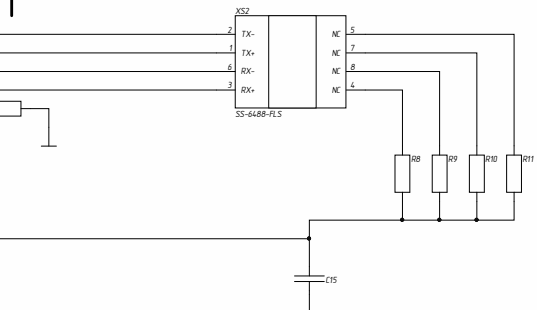 XS2
2 TX- NC 5
1 TX+ NC 7
6 RX- NC 8
3 RX+ NC 4
SS-6488-FLS
R8 R9 R10 R11
C15